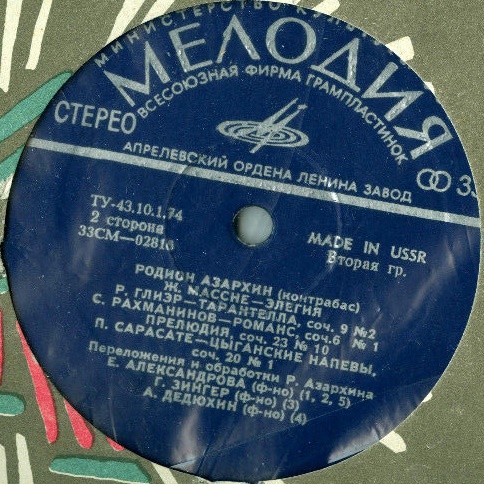 МИНИСТЕРСТВО
МЕЛОДИЯ
ВСЕСОЮЗНАЯ ФИРМА ГРАМПЛАСТИНОК
СТЕРЕО
АПРЕЛЕВСКИЙ ОРДЕНА ЛЕНИНА ЗАВОД
ТУ-43.10.1.74
2 сторона
33СМ—02813
MADE IN USSR
Вторая гр.
РОДИОН АЗАРХИН (контрабас)
Ж. МАССНЕ—ЭЛЕГИЯ
Р. ГЛИЭР—ТАРАНТЕЛЛА, соч. 9 №2
С. РАХМАНИНОВ—РОМАНС, соч.6 № 1
ПРЕЛЮДИЯ, соч. 23 № 10
П. САРАСАТЕ—ЦЫГАНСКИЕ НАПЕВЫ,
соч. 20 № 1
Переложения и обработки Р. Азархина
Е. АЛЕКСАНДРОВА (ф-но) (1, 2, 5)
Г. ЗИНГЕР (ф-но) (3)
А. ДЕДЮХИН (ф-но) (4)